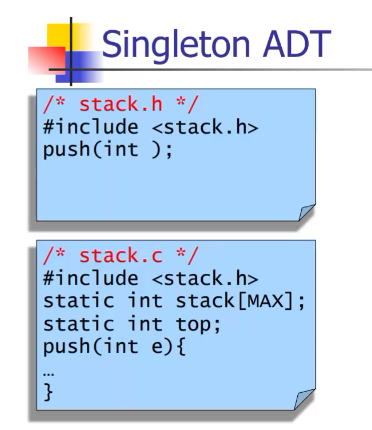 Singleton ADT
/* stack.h */
#include <stack.h>
push(int );
/* stack.c */
#include <stack.h>
static int stack[MAX];
static int top;
push(int e){
…
}